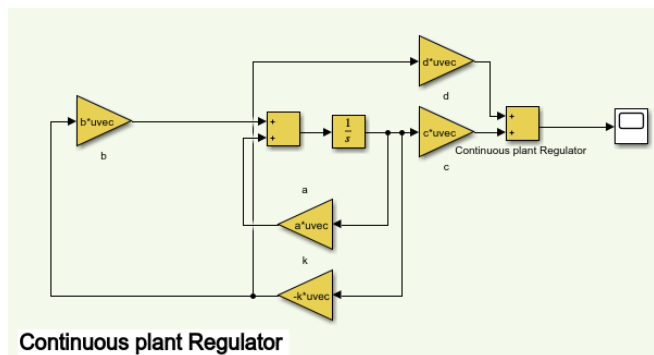 d*uvec
d
b*uvec
b
+
+
1
s
c*uvec
c
+
+
Continuous plant Regulator
a
a*uvec
k
-k*uvec
Continuous plant Regulator